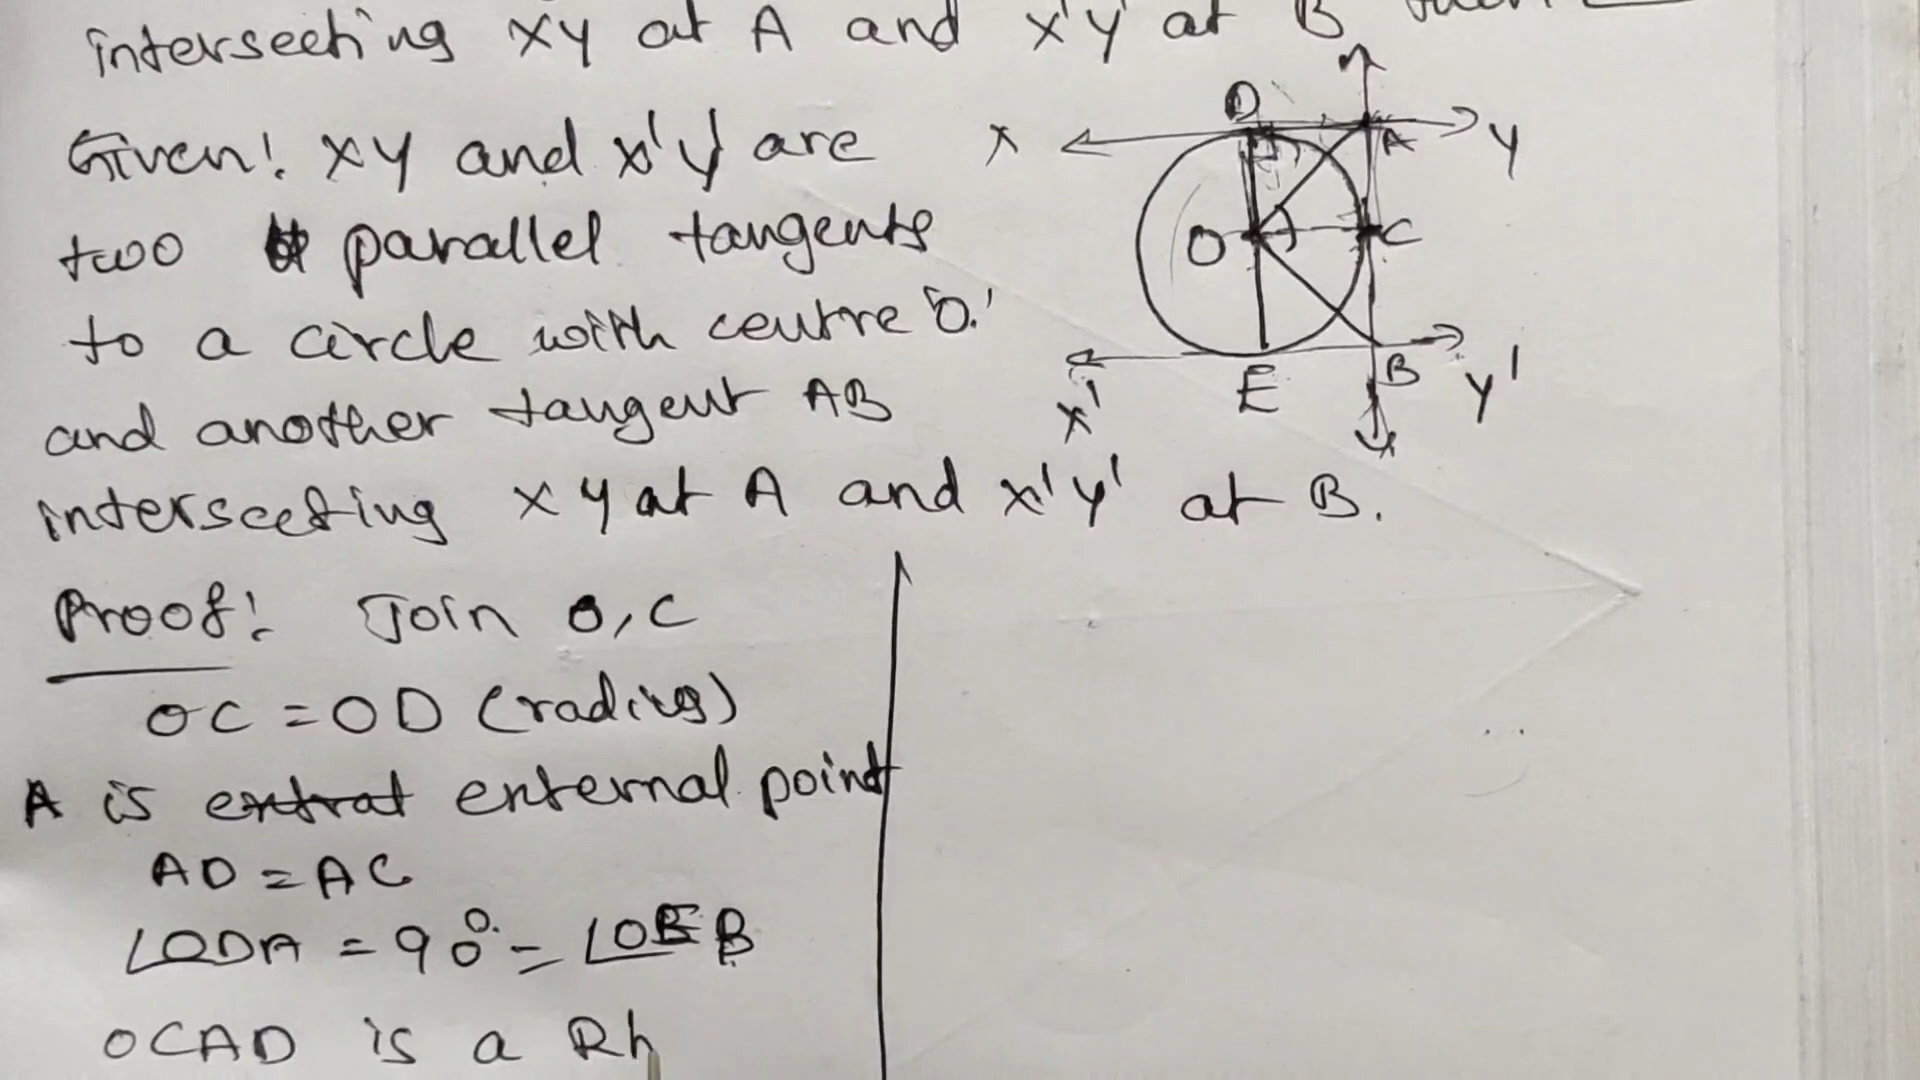 intersecting XY at A and X'Y' at B
Given! XY and X'Y' are
two parallel tangents
to a circle with centre 'O.'
and another tangent AB
intersecting XY at A and X'Y' at B.
Proof! Join O,C
OC = OD (radius)
A is extrat external point
AD = AC
∠ODA = 90° = ∠OEB
OCAD is a Rh
D
X
A
Y
O
C
E
B
X'
Y'